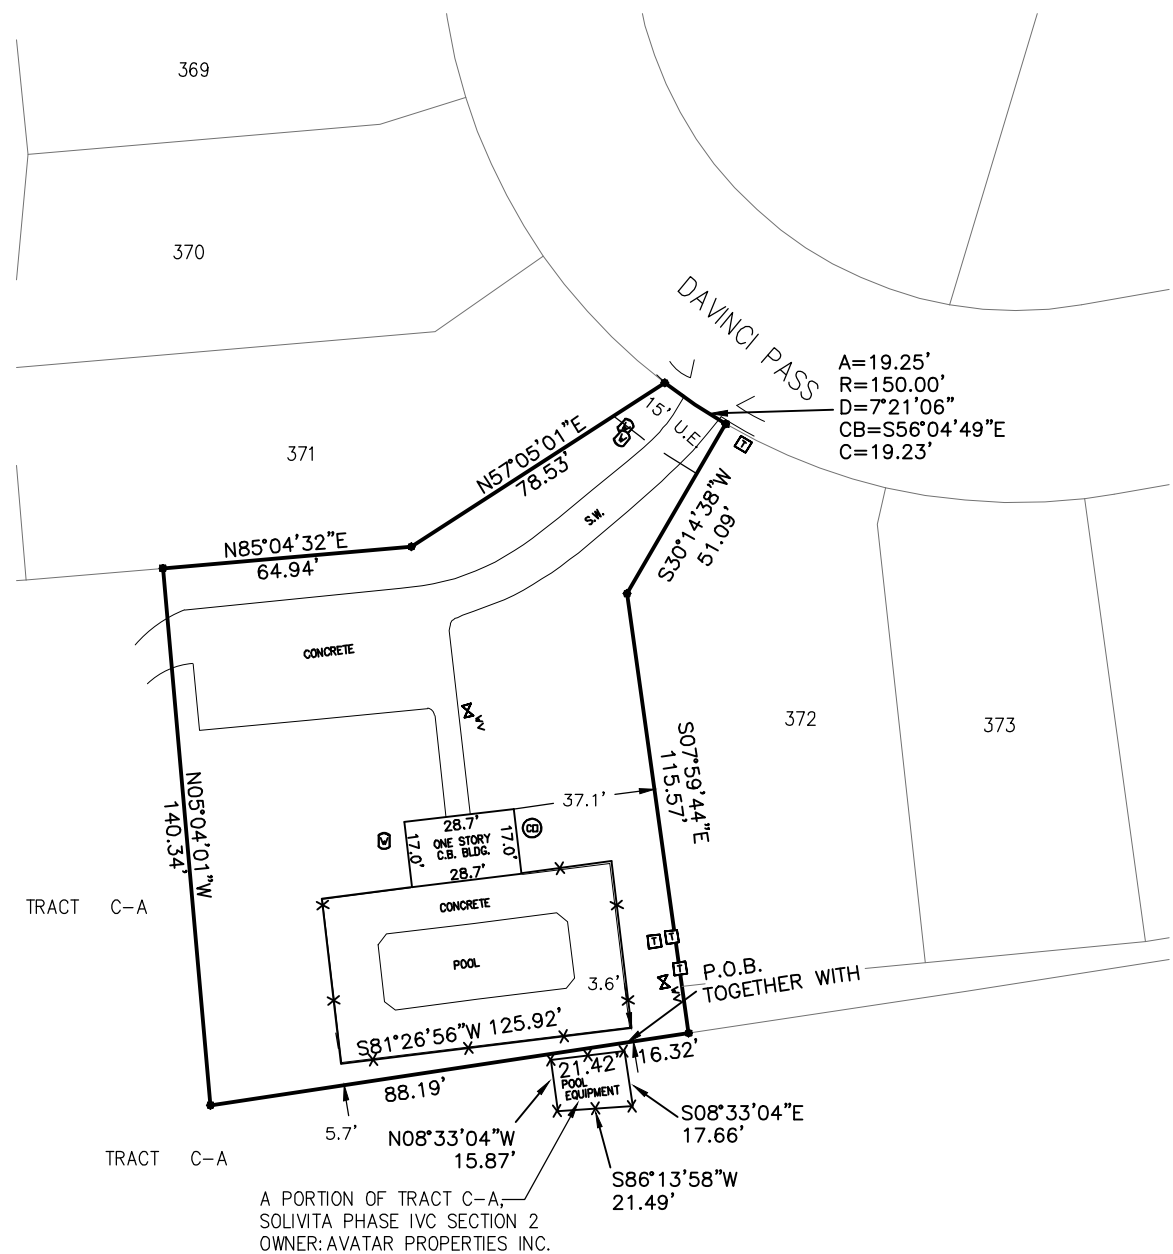 369
370
371
DAVINCI PASS
A=19.25'
R=150.00'
D=7°21'06"
CB=S56°04'49"E
C=19.23'
15'
U.E.
T
N57°05'01"E
78.53'
S.W.
S30°14'38"W
51.09'
N85°04'32"E
64.94'
CONCRETE
372
373
S07°59'44"E
115.57'
N05°04'01"W
140.34'
37.1'
28.7'
17.0'
ONE STORY
C.B. BLDG.
17.0'
28.7'
CO
TRACT C-A
CONCRETE
POOL
3.6'
T
T
T
P.O.B.
TOGETHER WITH
S81°26'56"W 125.92'
16.32'
21.42'
88.19'
POOL
EQUIPMENT
5.7'
N08°33'04"W
15.87'
S08°33'04"E
17.66'
TRACT C-A
S86°13'58"W
21.49'
A PORTION OF TRACT C-A,
SOLIVITA PHASE IVC SECTION 2
OWNER: AVATAR PROPERTIES INC.